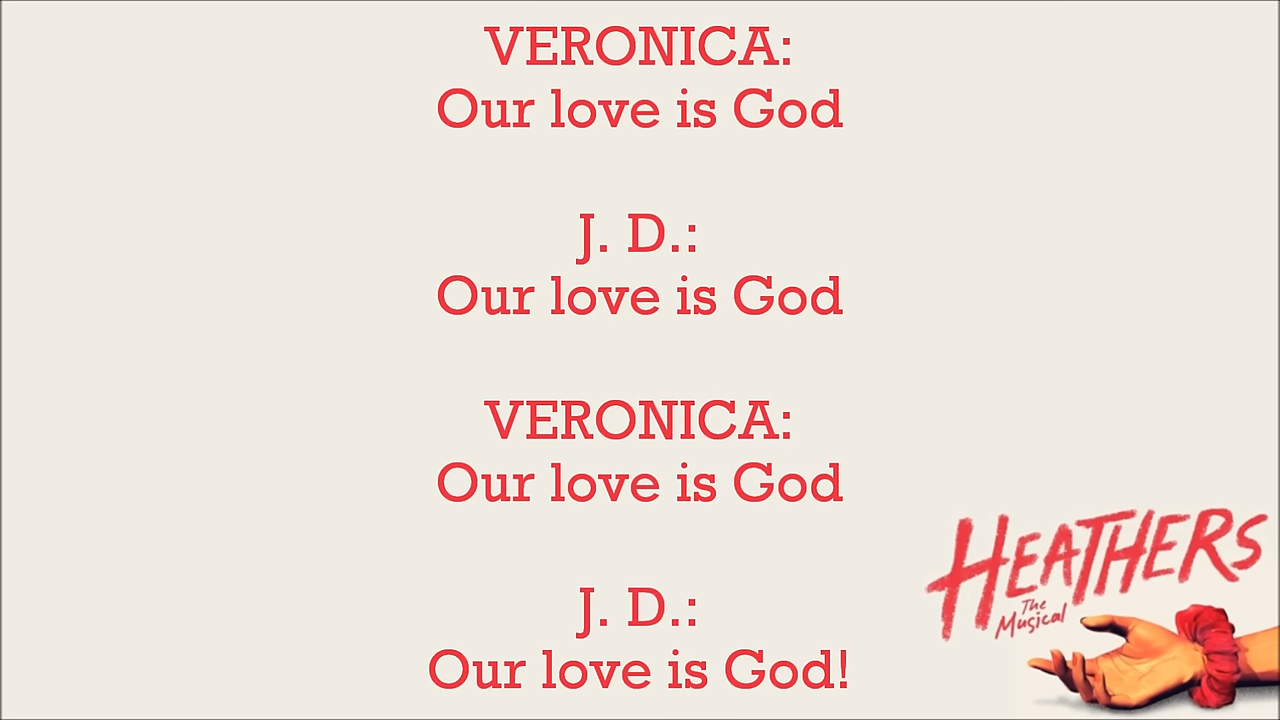 VERONICA:
Our love is God
J. D.:
Our love is God
VERONICA:
Our love is God
J. D.:
Our love is God!
HEATHERS
The
Musical